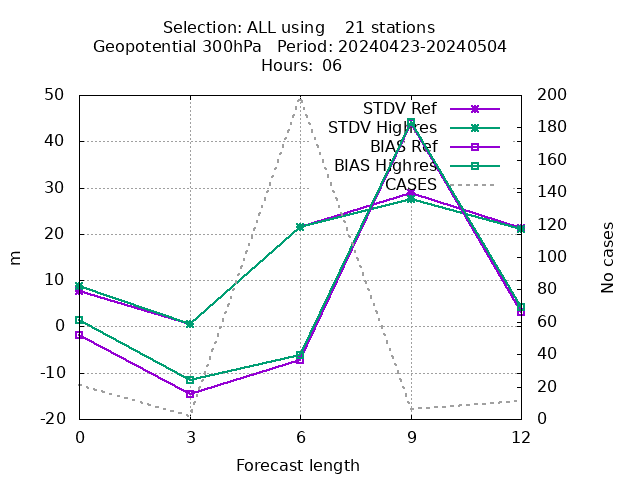 Selection: ALL using    21 stations
Geopotential 300hPa   Period: 20240423-20240504
Hours: 06
50
40
30
20
10
0
-10
-20
m
STDV Ref
STDV Highres
BIAS Ref
BIAS Highres
CASES
200
180
160
140
120
100
80
60
40
20
0
No cases
0 3 6 9 12
Forecast length